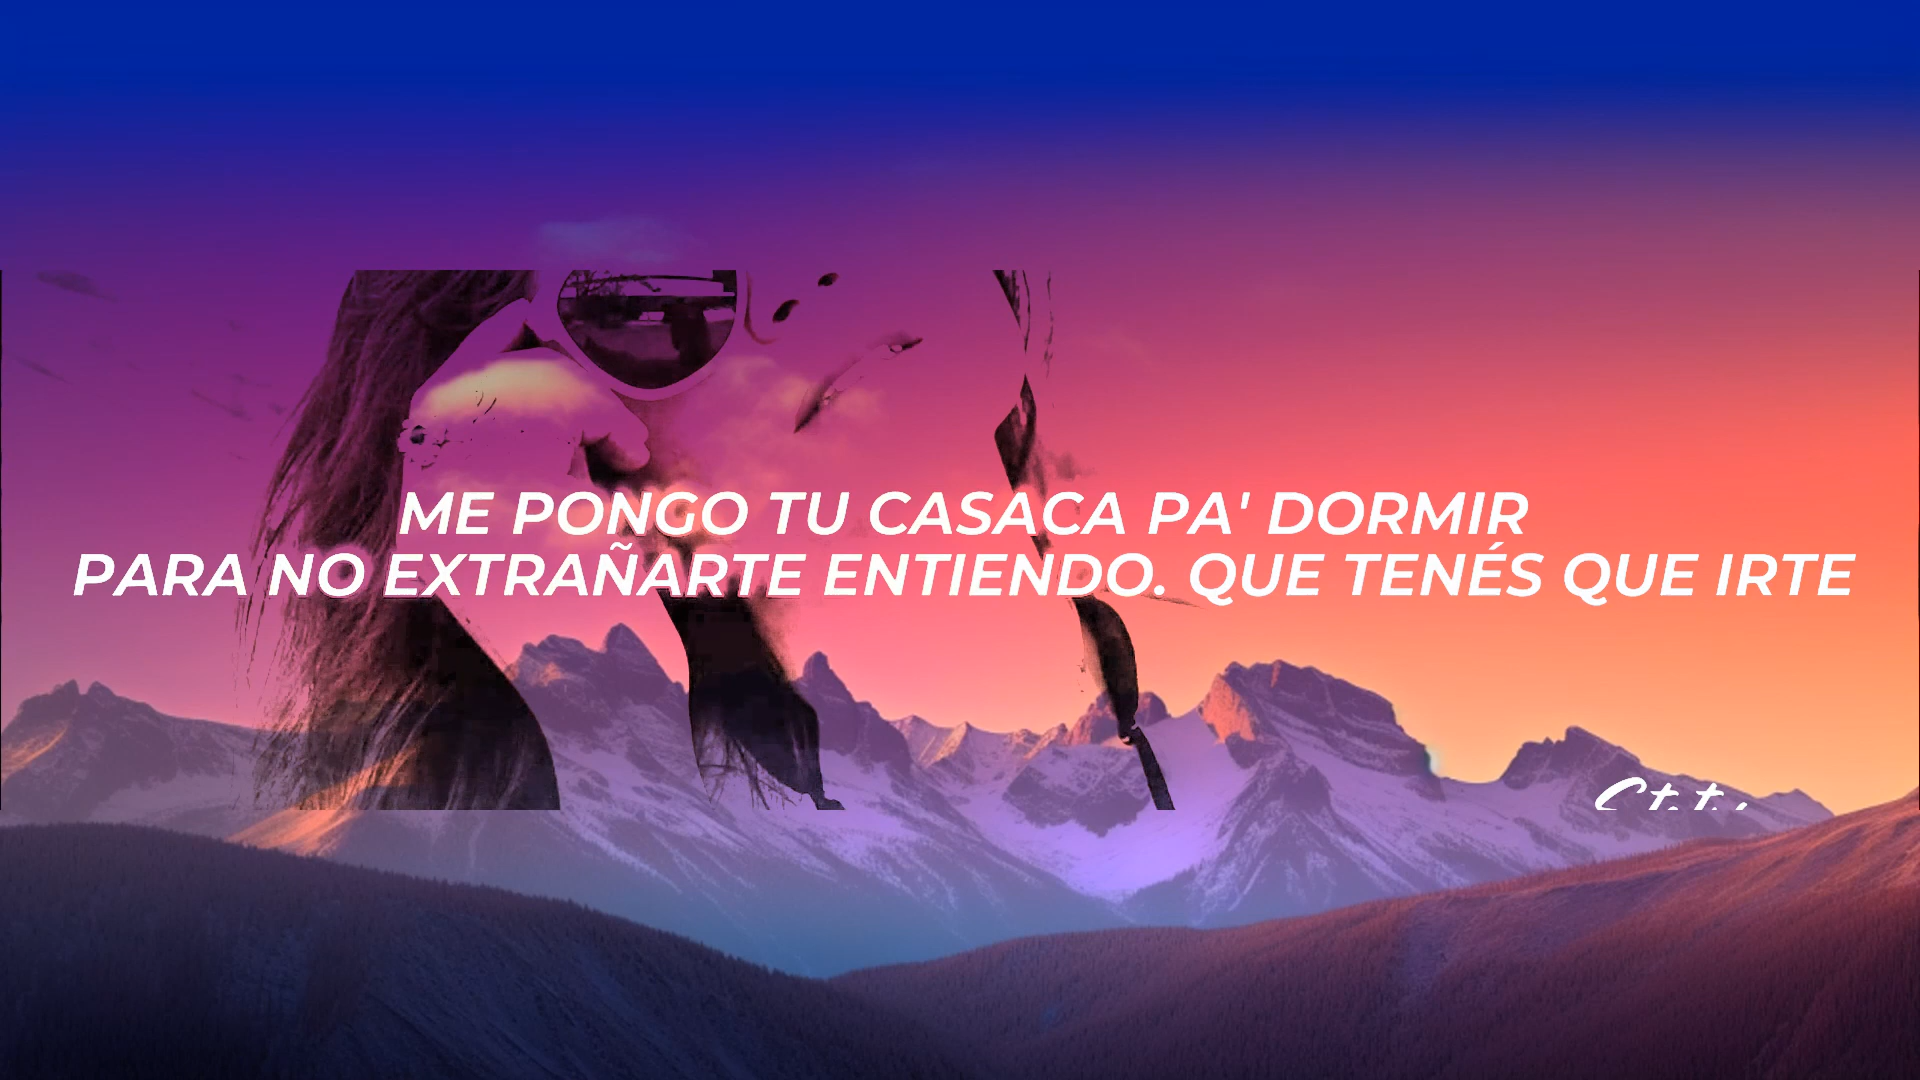 ME PONGO TU CASACA PA' DORMIR
PARA NO EXTRAÑARTE ENTIENDO. QUE TENÉS QUE IRTE